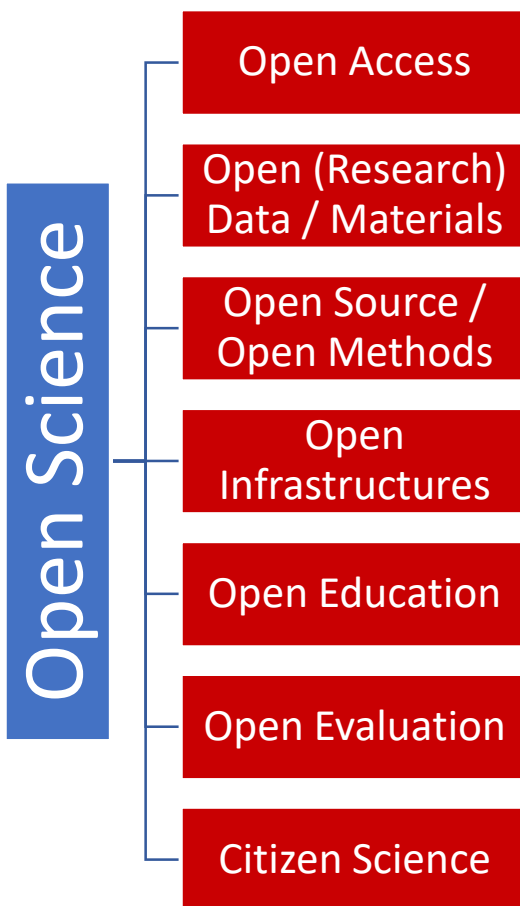 Open Science
Open Access
Open (Research)
Data / Materials
Open Source /
Open Methods
Open
Infrastructures
Open Education
Open Evaluation
Citizen Science